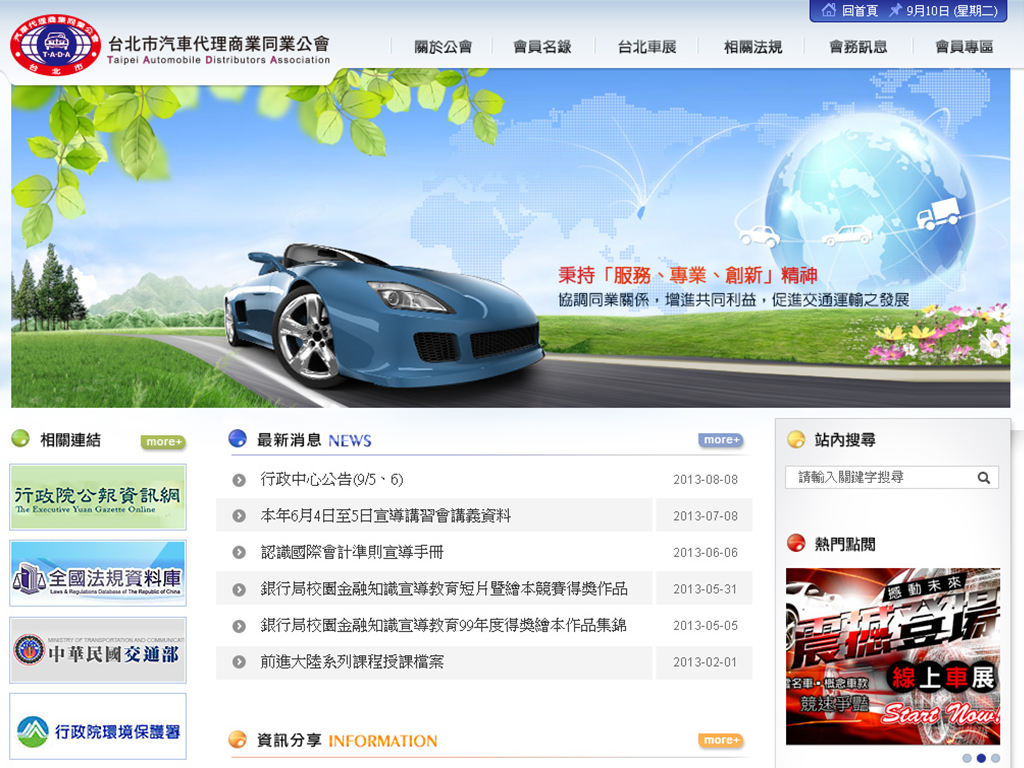 回首頁 9月10日 (星期二)
汽車代理商業同業公會
T·A·D·A
台北市
台北市汽車代理商業同業公會
Taipei Automobile Distributors Association
關於公會 會員名錄 台北車展 相關法規 會務訊息 會員專區
秉持「服務、專業、創新」精神
協調同業關係，增進共同利益，促進交通運輸之發展
相關連結 more+
行政院公報資訊網
The Executive Yuan Gazette Online
全國法規資料庫
Laws & Regulations Database of The Republic of China
MINISTRY OF TRANSPORTATION AND COMMUNICAT
中華民國交通部
行政院環境保護署
最新消息 NEWS more+
行政中心公告(9/5、6) 2013-08-08
本年6月4日至5日宣導講習會講義資料 2013-07-08
認識國際會計準則宣導手冊 2013-06-06
銀行局校園金融知識宣導教育短片暨繪本競賽得獎作品 2013-05-31
銀行局校園金融知識宣導教育99年度得獎繪本作品集錦 2013-05-05
前進大陸系列課程授課檔案 2013-02-01
資訊分享 INFORMATION more+
站內搜尋
請輸入關鍵字搜尋
熱門點閱
撼動未來
震撼登場
線上車展
名車·概念車款
競速爭豔
Start Now!